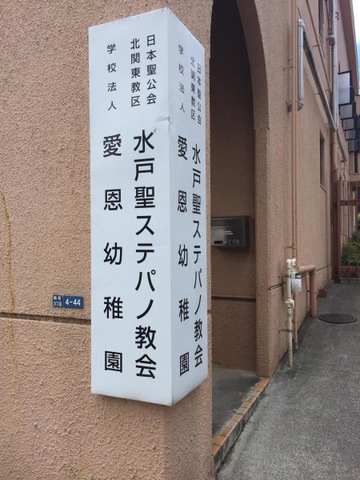 日本聖公会
北関東教区
水戸聖ステパノ教会
学校法人
愛恩幼稚園
日本聖公会
北関東教区
水戸聖ステパノ教会
学校法人
愛恩幼稚園
4-44